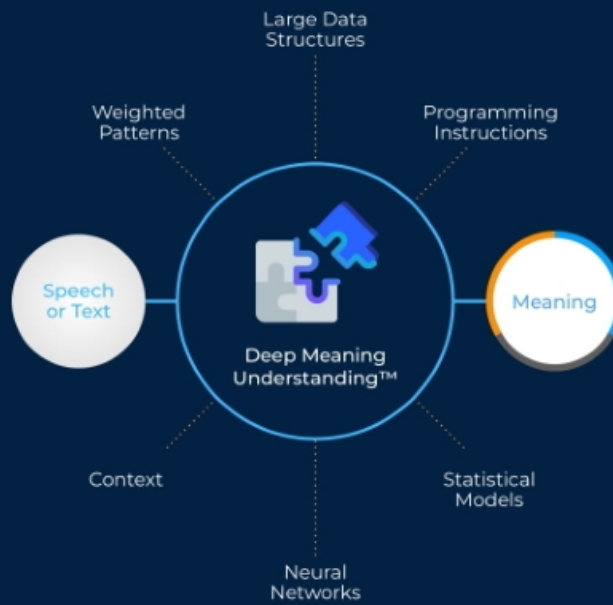 Large Data
Structures
Weighted
Patterns
Programming
Instructions
Speech
or Text
Deep Meaning
Understanding™
Meaning
Context
Statistical
Models
Neural
Networks